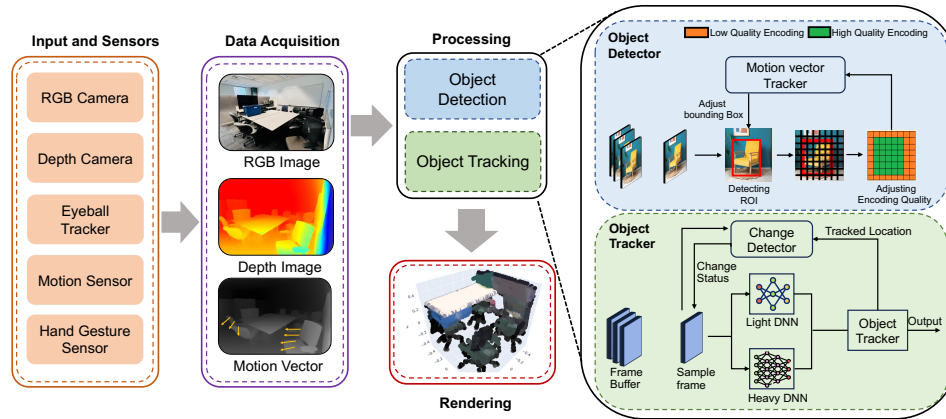 Input and Sensors
RGB Camera
Depth Camera
Eyeball
Tracker
Motion Sensor
Hand Gesture
Sensor
Data Acquisition
RGB Image
Depth Image
Motion Vector
Processing
Object
Detection
Object Tracking
Rendering
Object
Detector
Low Quality Encoding
High Quality Encoding
Motion vector
Tracker
Adjust
bounding Box
Detecting
ROI
Adjusting
Encoding Quality
Object
Tracker
Change
Detector
Tracked Location
Change
Status
Light DNN
Heavy DNN
Object
Tracker
Output
Frame
Buffer
Sample
frame